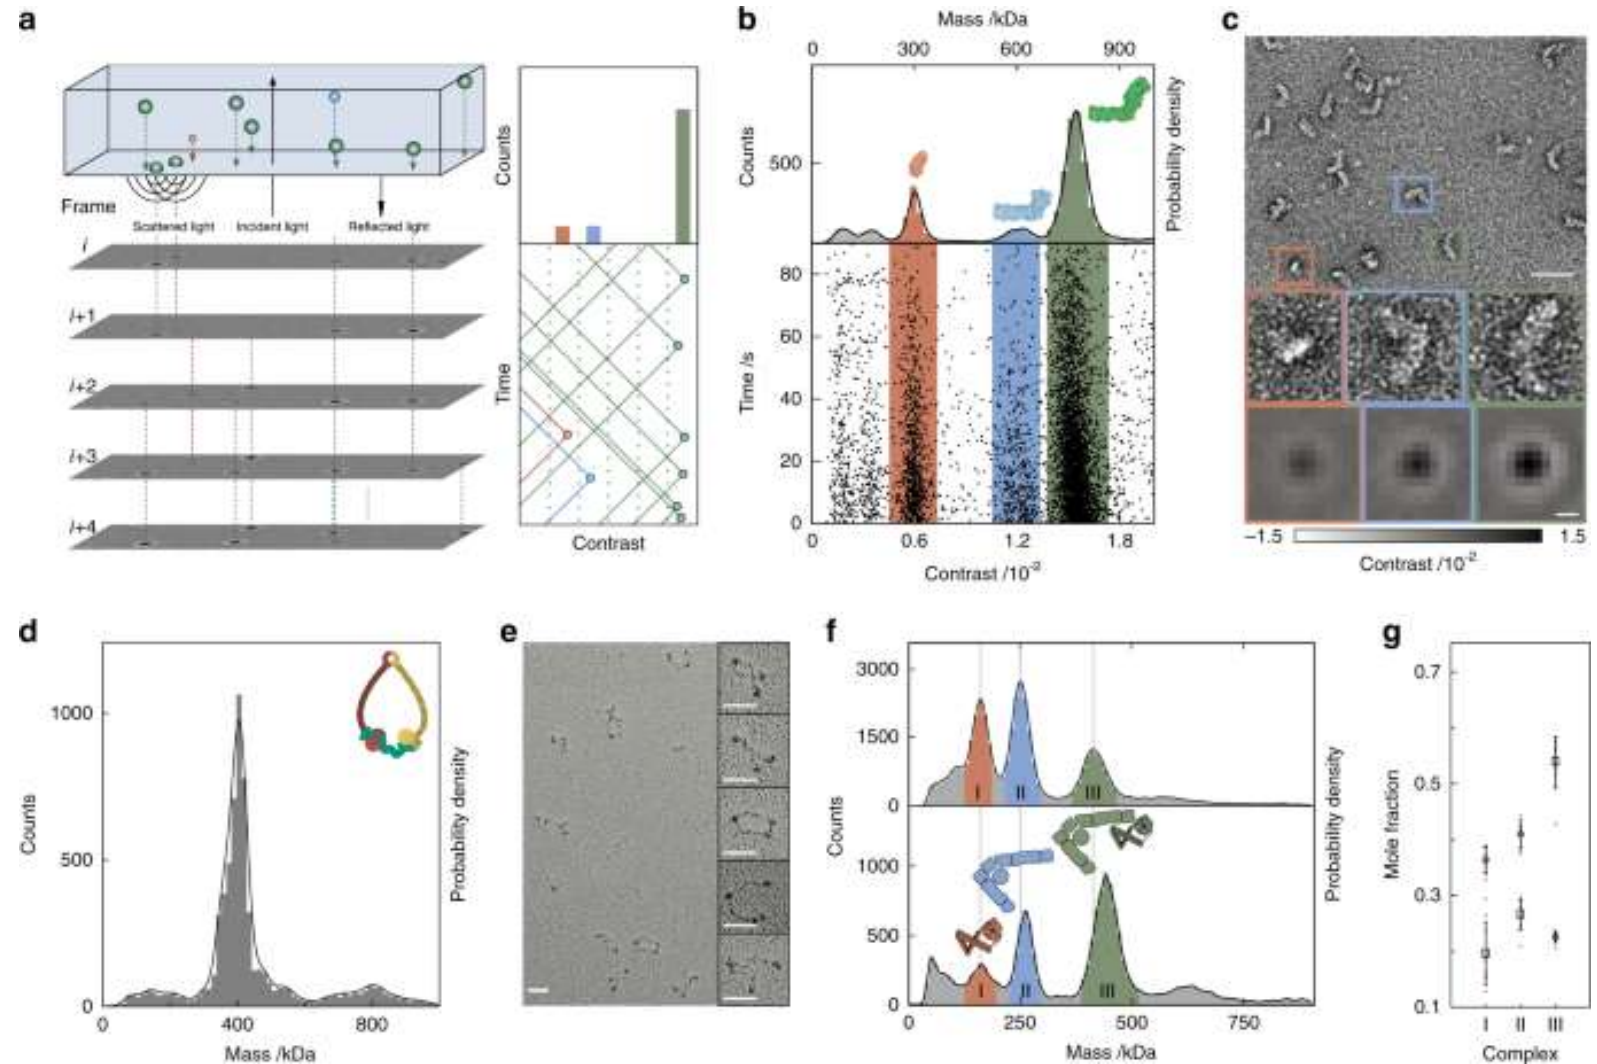 a
Frame
Scattered light
Incident light
Reflected light
i
i+1
i+2
i+3
i+4
Counts
Time
Contrast
b
Mass /kDa
0 300 600 900
Counts
500
Probability density
Time /s
80
60
40
20
0
0 0.6 1.2 1.8
Contrast /10⁻²
c
−1.5 1.5
Contrast /10⁻²
d
Counts
1000
500
0
0 400 800
Mass /kDa
Probability density
e
f
Counts
3000
1500
0
I II III
Probability density
1000
500
0
I II III
Probability density
0 250 500 750
Mass /kDa
g
Mole fraction
0.7
0.5
0.3
0.1
I II III
Complex